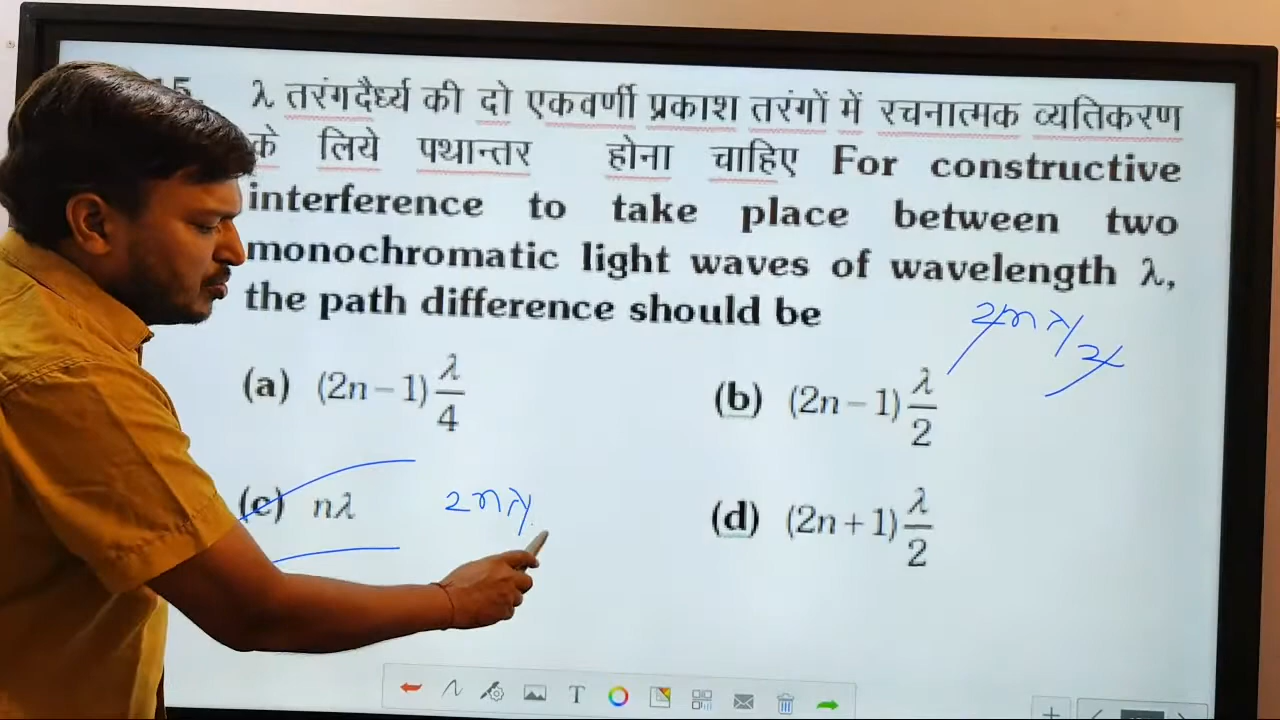 15. λ तरंगदैर्ध्य की दो एकवर्णी प्रकाश तरंगों में रचनात्मक व्यतिकरण
के लिये पथान्तर होना चाहिए For constructive
interference to take place between two
monochromatic light waves of wavelength λ,
the path difference should be
2nλ/2
(a) (2n−1)λ/4 (b) (2n−1)λ/2
(c) nλ 2nλ (d) (2n+1)λ/2
T